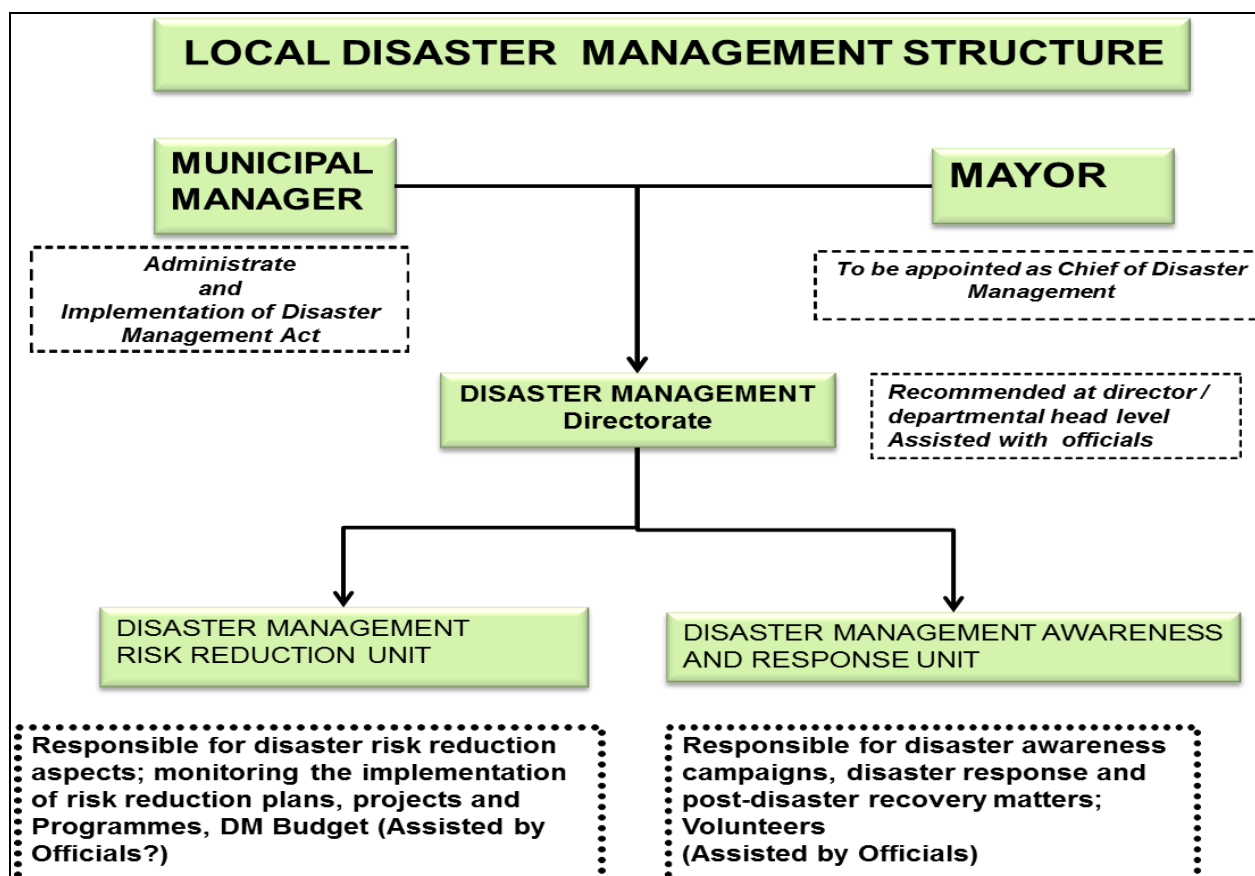 LOCAL DISASTER MANAGEMENT STRUCTURE
MUNICIPAL
MANAGER
MAYOR
Administrate
and
Implementation of Disaster
Management Act
To be appointed as Chief of Disaster
Management
DISASTER MANAGEMENT
Directorate
Recommended at director /
departmental head level
Assisted with officials
DISASTER MANAGEMENT
RISK REDUCTION UNIT
DISASTER MANAGEMENT AWARENESS
AND RESPONSE UNIT
Responsible for disaster risk reduction
aspects; monitoring the implementation
of risk reduction plans, projects and
Programmes, DM Budget (Assisted by
Officials?)
Responsible for disaster awareness
campaigns, disaster response and
post-disaster recovery matters;
Volunteers
(Assisted by Officials)